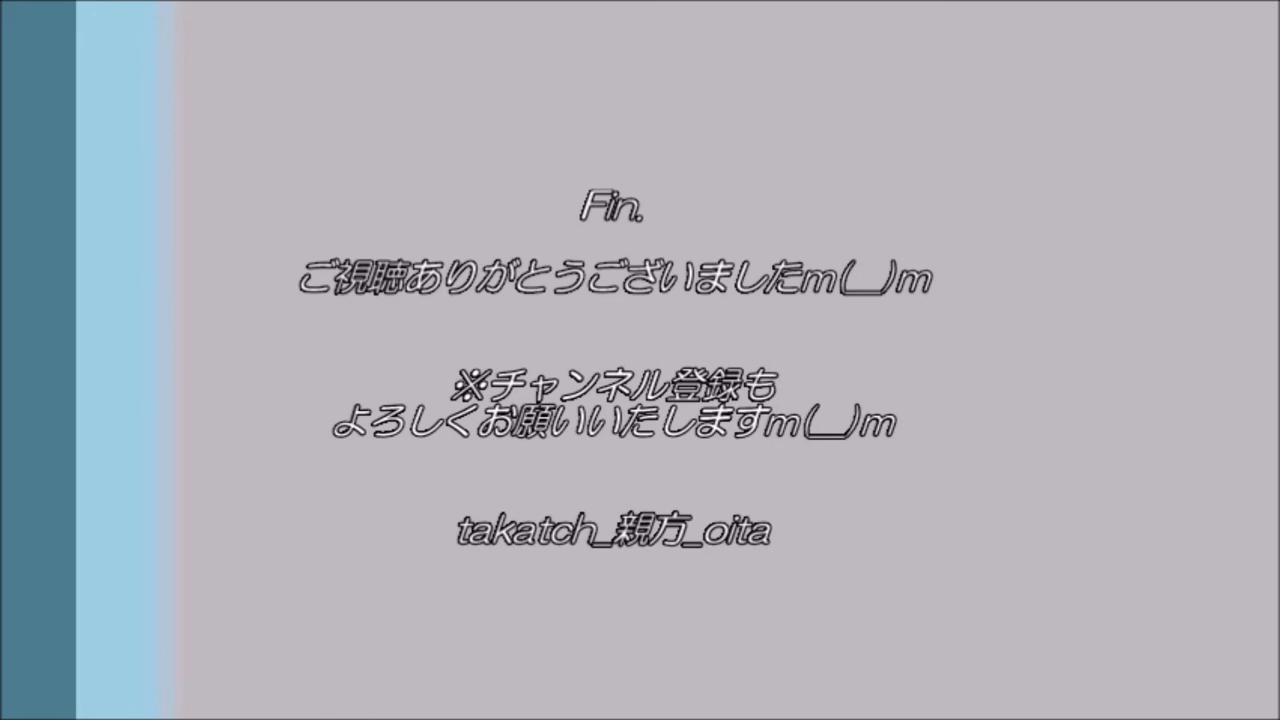 Fin.
ご視聴ありがとうございましたm(__)m
※チャンネル登録も
よろしくお願いいたしますm(__)m
takatch_親方_oita